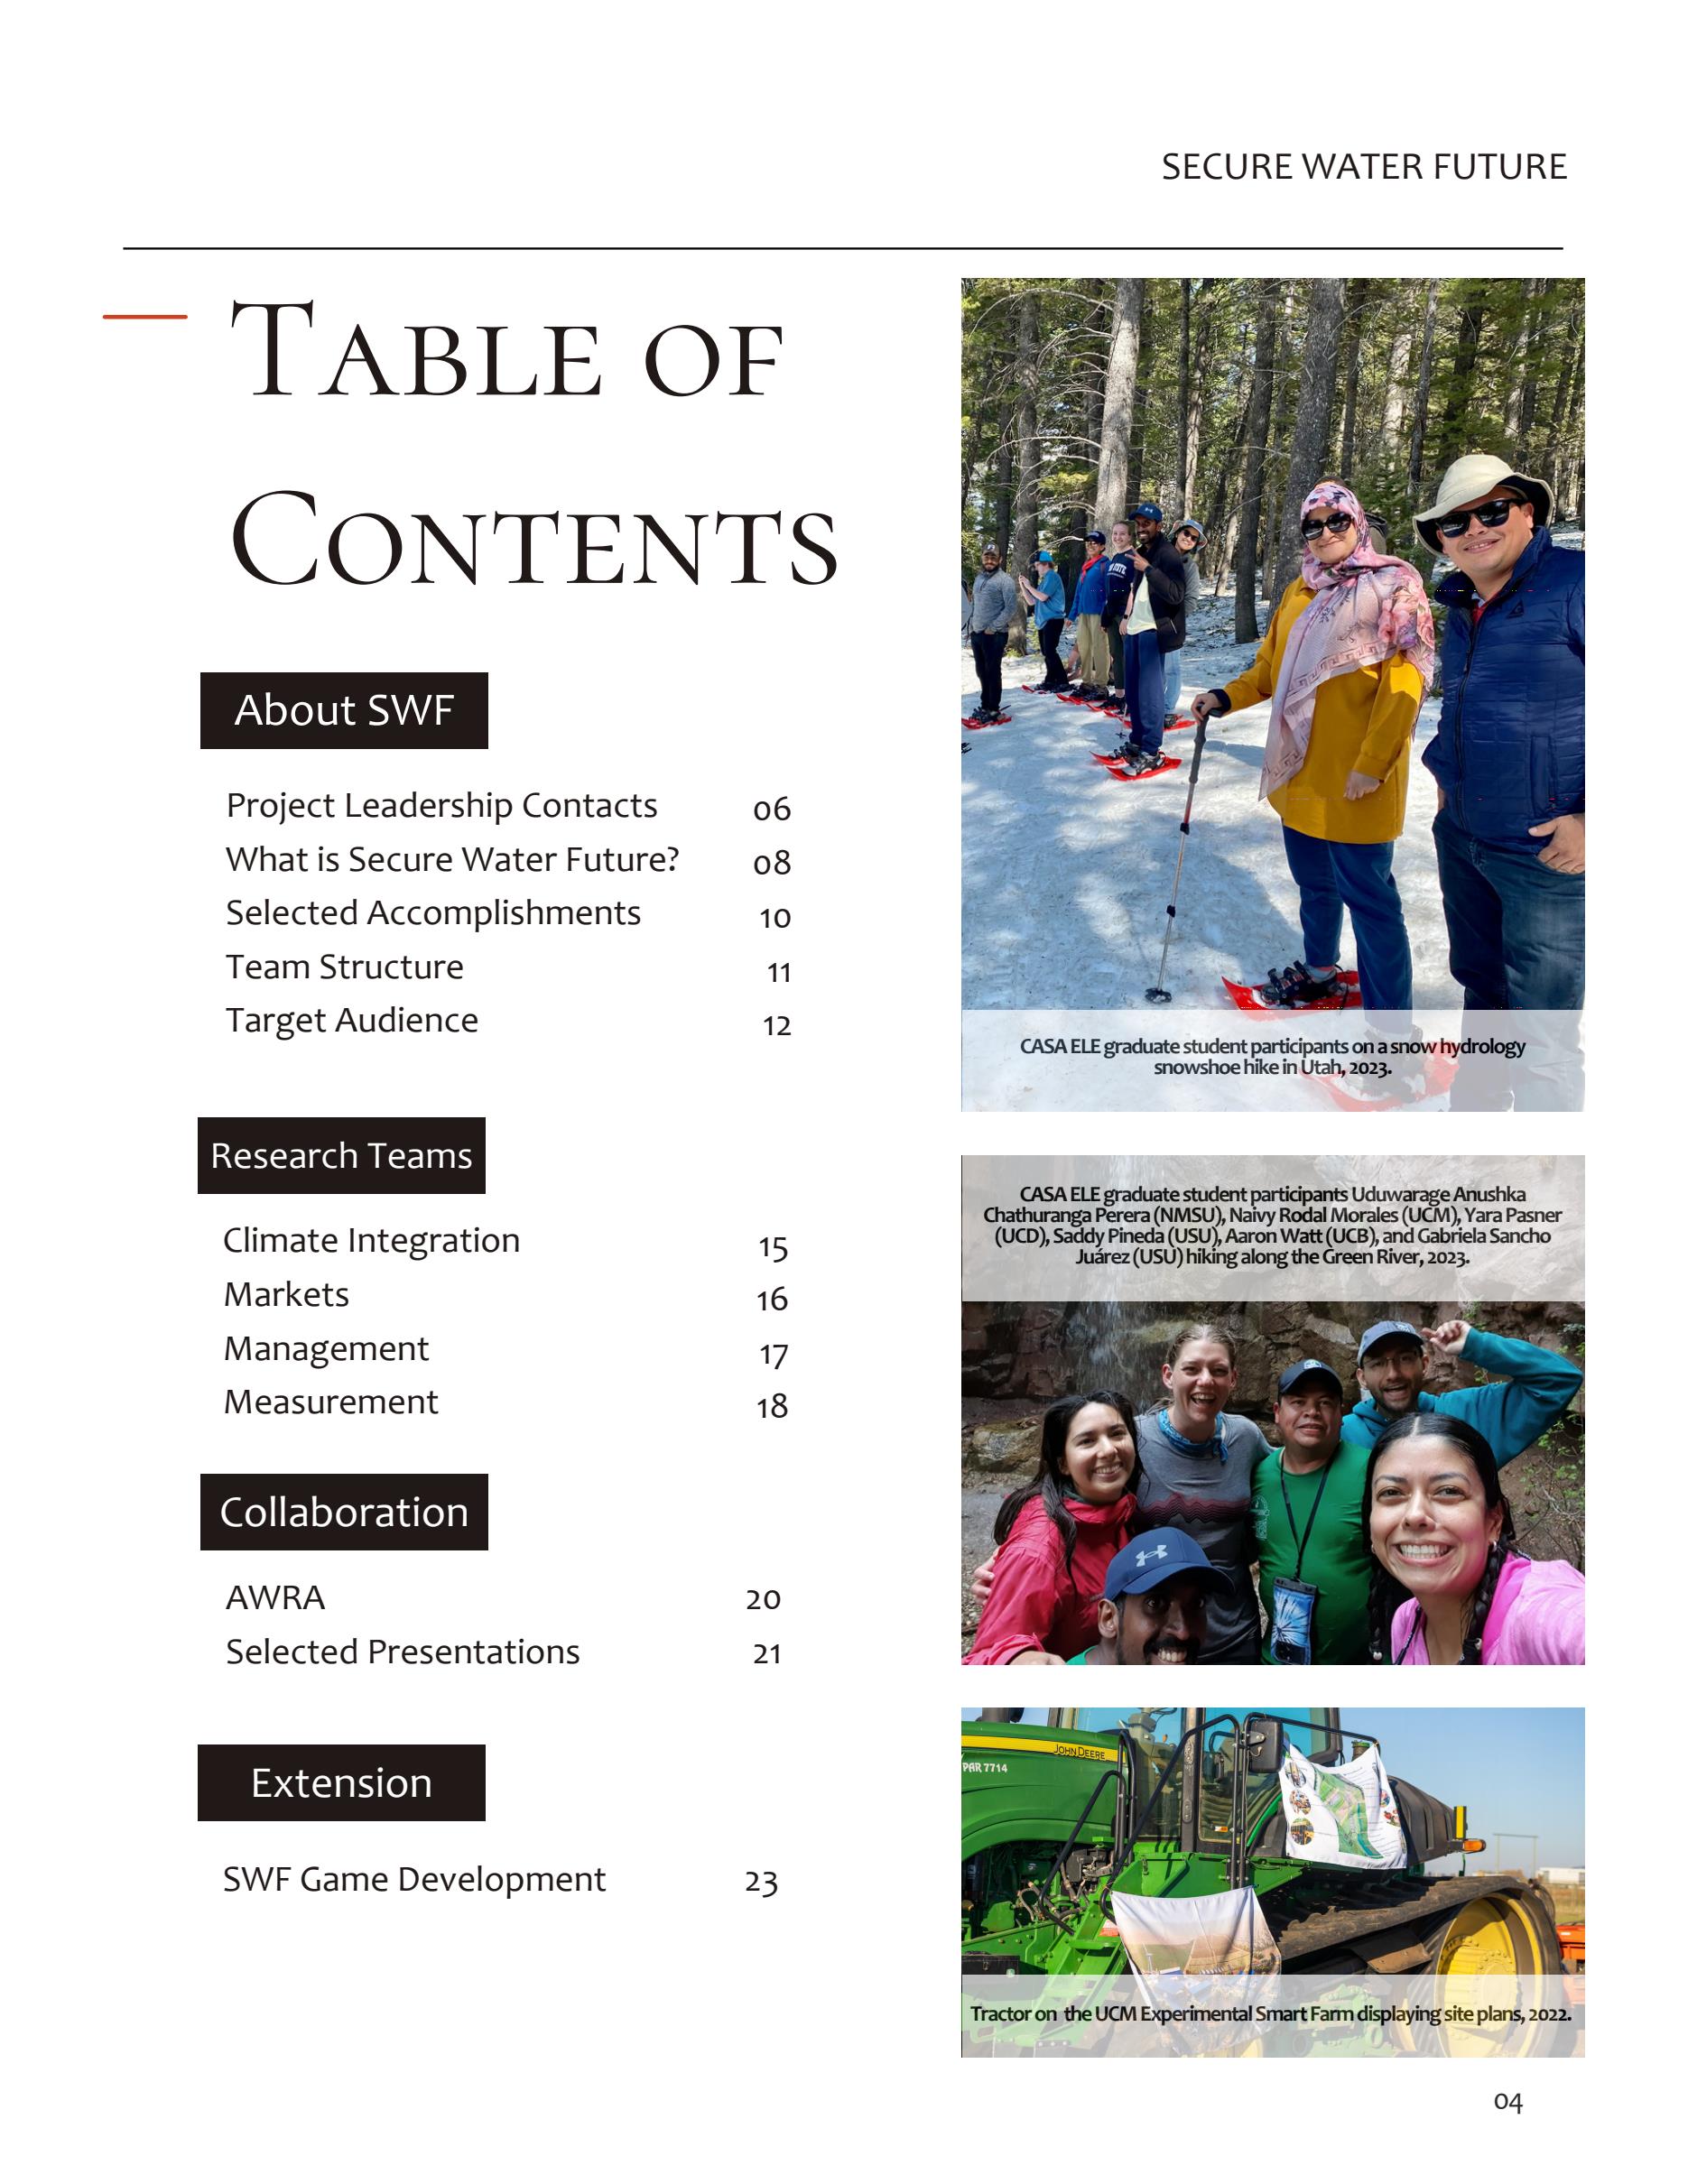 SECURE WATER FUTURE
TABLE OF
CONTENTS
About SWF
Project Leadership Contacts 06
What is Secure Water Future? 08
Selected Accomplishments 10
Team Structure 11
Target Audience 12
Research Teams
Climate Integration 15
Markets 16
Management 17
Measurement 18
Collaboration
AWRA 20
Selected Presentations 21
Extension
SWF Game Development 23
CASA ELE graduate student participants on a snow hydrology
snowshoe hike in Utah, 2023.
CASA ELE graduate student participants Uduwarage Anushka
Chathuranga Perera (NMSU), Naivy Rodal Morales (UCM), Yara Pasner
(UCD), Saddy Pineda (USU), Aaron Watt (UCB), and Gabriela Sancho
Juárez (USU) hiking along the Green River, 2023.
JOHN DEERE
PAR 7714
Tractor on the UCM Experimental Smart Farm displaying site plans, 2022.
04